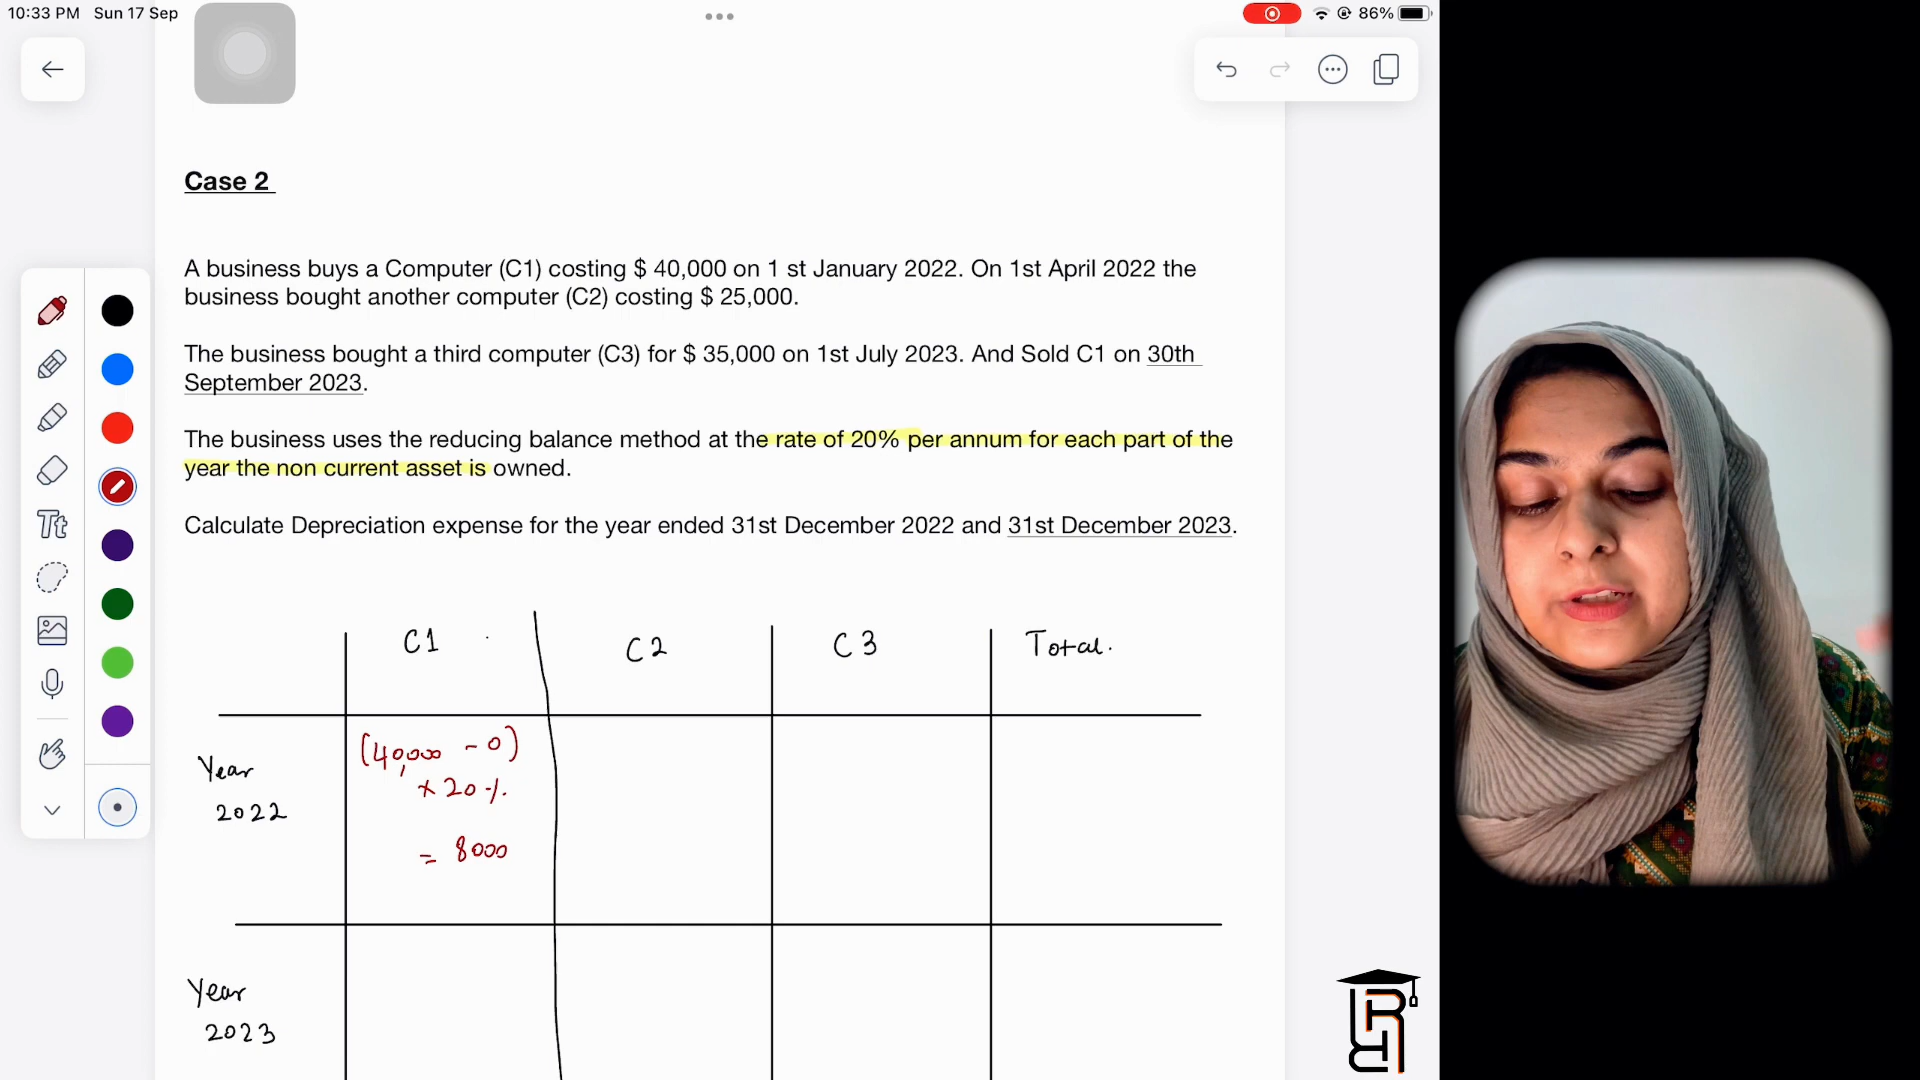 10:33 PM Sun 17 Sep
86%
Case 2
A business buys a Computer (C1) costing $ 40,000 on 1 st January 2022. On 1st April 2022 the
business bought another computer (C2) costing $ 25,000.
The business bought a third computer (C3) for $ 35,000 on 1st July 2023. And Sold C1 on 30th
September 2023.
The business uses the reducing balance method at the rate of 20% per annum for each part of the
year the non current asset is owned.
Calculate Depreciation expense for the year ended 31st December 2022 and 31st December 2023.
Tt
C1 C2 C3 Total.
Year
2022
(40,000 - 0)
× 20%.
= 8000
Year
2023